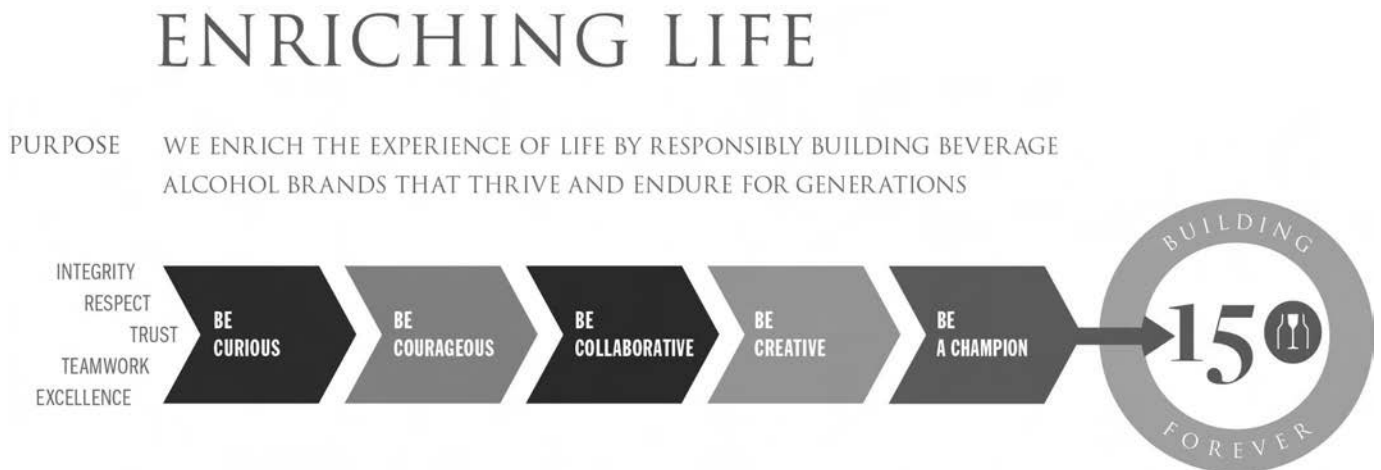 ENRICHING LIFE
PURPOSE
WE ENRICH THE EXPERIENCE OF LIFE BY RESPONSIBLY BUILDING BEVERAGE
ALCOHOL BRANDS THAT THRIVE AND ENDURE FOR GENERATIONS
INTEGRITY
RESPECT
TRUST
TEAMWORK
EXCELLENCE
BE
CURIOUS
BE
COURAGEOUS
BE
COLLABORATIVE
BE
CREATIVE
BE
A CHAMPION
BUILDING
150
FOREVER